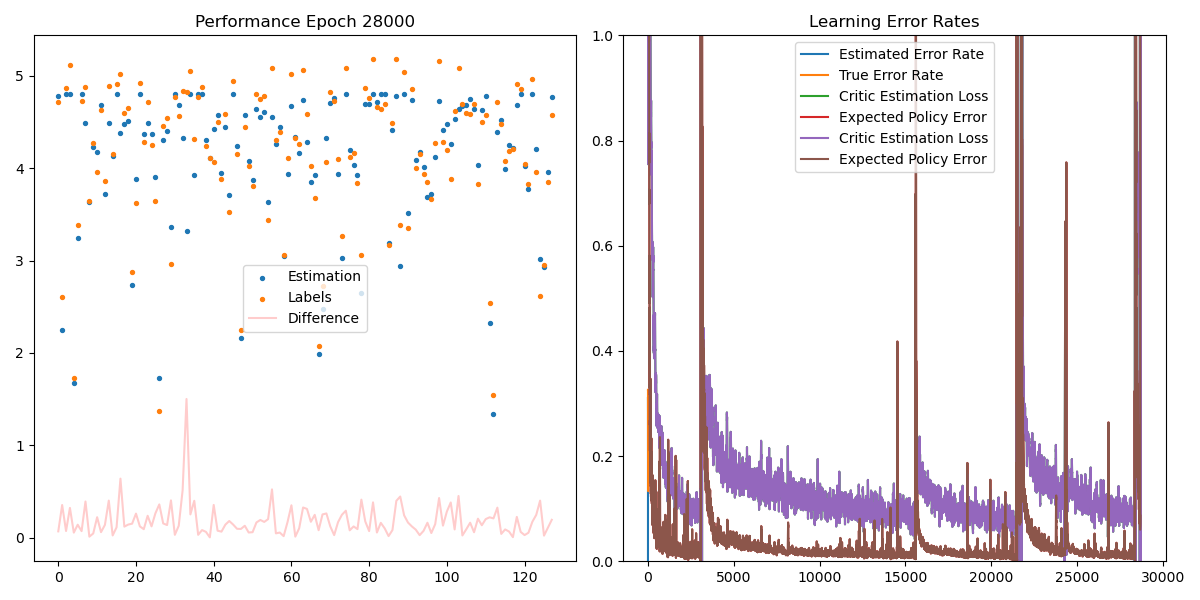 Performance Epoch 28000
5
4
3
2
1
0
0 20 40 60 80 100 120
Estimation
Labels
Difference
Learning Error Rates
1.0
0.8
0.6
0.4
0.2
0.0
0 5000 10000 15000 20000 25000 30000
Estimated Error Rate
True Error Rate
Critic Estimation Loss
Expected Policy Error
Critic Estimation Loss
Expected Policy Error